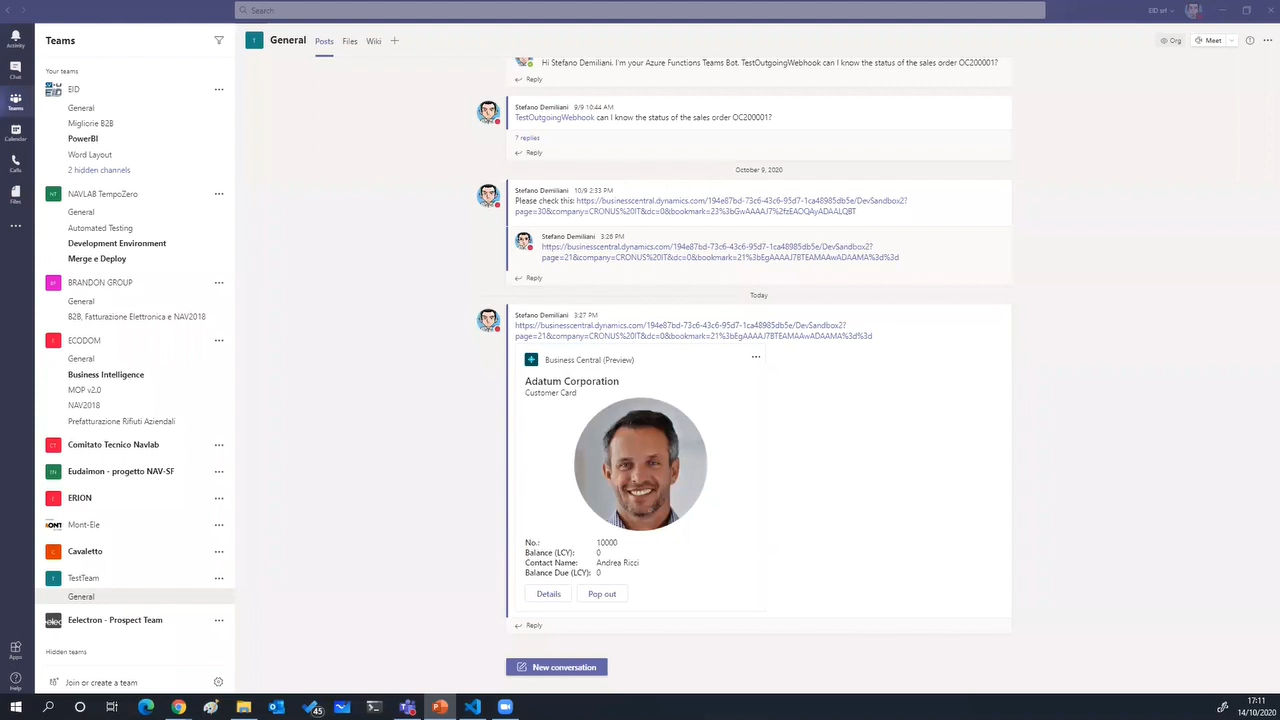 Search
EID srl
Activity
Chat
Teams
Calendar
Calls
Files
Apps
Help
Teams
Your teams
EID
General
Migliorie B2B
PowerBI
Word Layout
2 hidden channels
NT
NAVLAB TempoZero
General
Automated Testing
Development Environment
Merge e Deploy
BRANDON GROUP
General
B2B, Fatturazione Elettronica e NAV2018
E
ECODOM
General
Business Intelligence
MOP v2.0
NAV2018
Prefatturazione Rifiuti Aziendali
CT
Comitato Tecnico Navlab
EN
Eudaimon - progetto NAV-SF
E
ERION
Mont-Ele
C
Cavaletto
T
TestTeam
General
Eelectron - Prospect Team
Hidden teams
Join or create a team
T
General
Posts
Files
Wiki
Org
Meet
Hi Stefano Demiliani. I'm your Azure Functions Teams Bot. TestOutgoingWebhook can I know the status of the sales order OC200001?
Reply
Stefano Demiliani 9/9 10:44 AM
TestOutgoingWebhook can I know the status of the sales order OC200001?
7 replies
Reply
October 9, 2020
Stefano Demiliani 10/9 2:33 PM
Please check this: https://businesscentral.dynamics.com/194e87bd-73c6-43c6-95d7-1ca48985db5e/DevSandbox2?
page=30&company=CRONUS%20IT&dc=0&bookmark=23%3bGwAAAAJ7%2fzEAOQAyADAALQBT
Stefano Demiliani 3:26 PM
https://businesscentral.dynamics.com/194e87bd-73c6-43c6-95d7-1ca48985db5e/DevSandbox2?
page=21&company=CRONUS%20IT&dc=0&bookmark=21%3bEgAAAAJ7BTEAMAAwADAAMA%3d%3d
Reply
Today
Stefano Demiliani 3:27 PM
https://businesscentral.dynamics.com/194e87bd-73c6-43c6-95d7-1ca48985db5e/DevSandbox2?
page=21&company=CRONUS%20IT&dc=0&bookmark=21%3bEgAAAAJ7BTEAMAAwADAAMA%3d%3d
Business Central (Preview)
Adatum Corporation
Customer Card
No.: 10000
Balance (LCY): 0
Contact Name: Andrea Ricci
Balance Due (LCY): 0
Details
Pop out
Reply
New conversation
45
17:11
14/10/2020